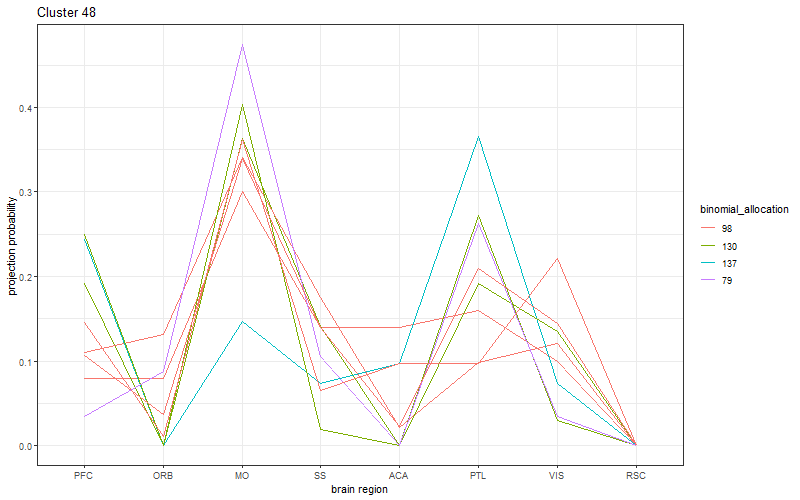 Cluster 48
projection probability
0.4
0.3
0.2
0.1
0.0
PFC ORB MO SS ACA PTL VIS RSC
brain region
binomial_allocation
98
130
137
79